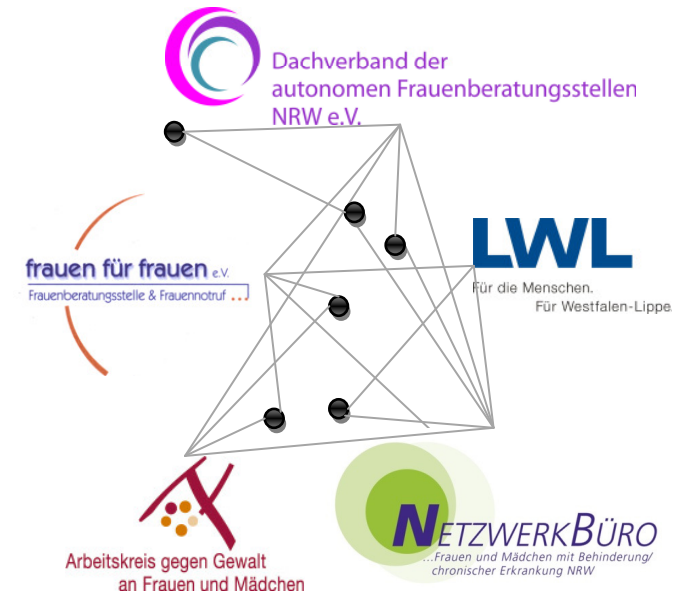 Dachverband der
autonomen Frauenberatungsstellen
NRW e.V.
frauen für frauen e.V.
Frauenberatungsstelle & Frauennotruf ...
LWL
Für die Menschen.
Für Westfalen-Lippe
Arbeitskreis gegen Gewalt
an Frauen und Mädchen
NETZWERKBÜRO
...Frauen und Mädchen mit Behinderung/
chronischer Erkrankung NRW